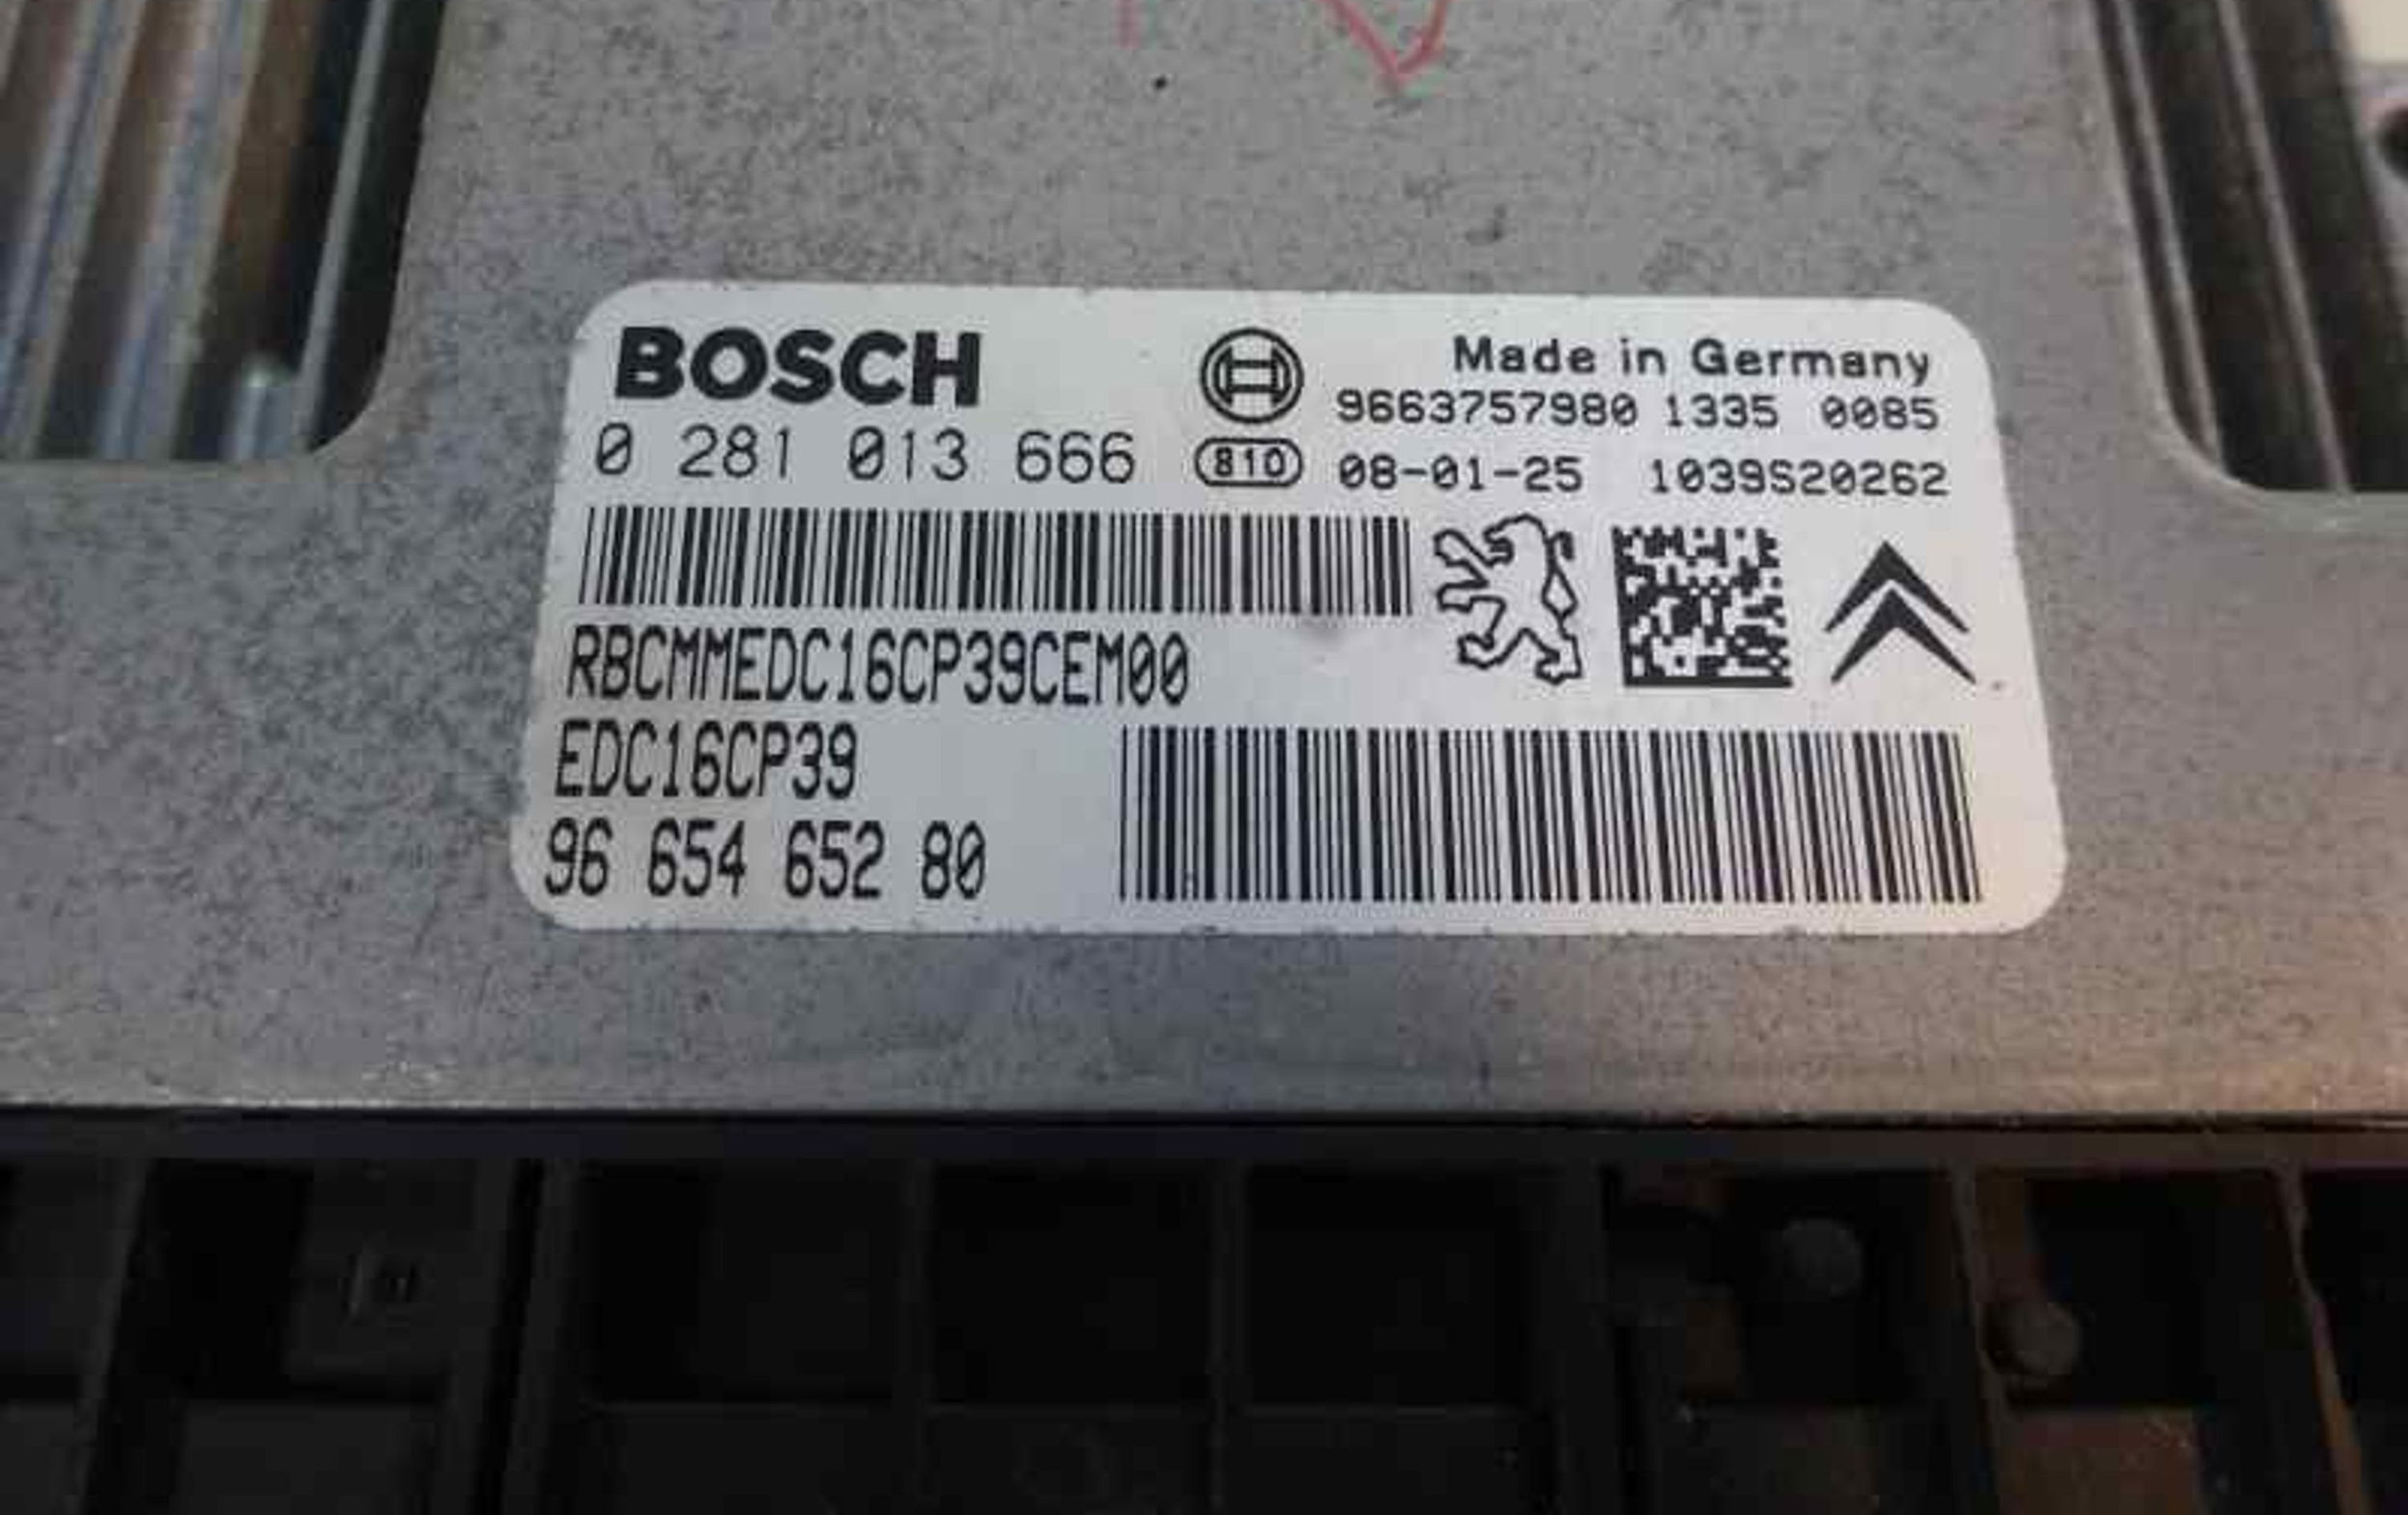 BOSCH
Made in Germany
9663757980 1335 0085
0 281 013 666
810
08-01-25 1039S20262
RBCMMEDC16CP39CEM00
EDC16CP39
96 654 652 80